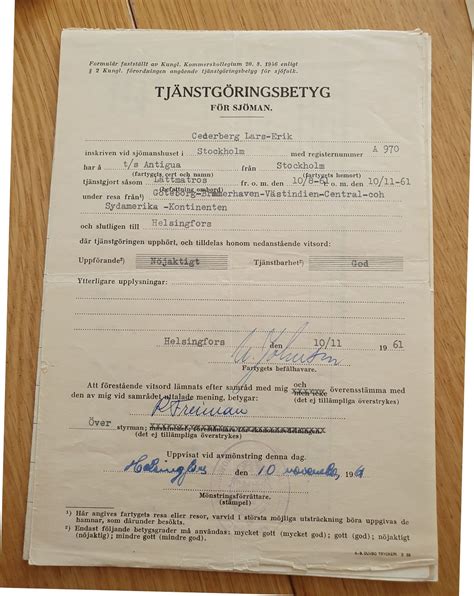 Formulär fastställt av Kungl. Kommerskollegium 20. 3. 1956 enligt
§ 2 Kungl. förordningen angående tjänstgöringsbetyg för sjöfolk.
TJÄNSTGÖRINGSBETYG
FÖR SJÖMAN.
Cederberg Lars-Erik
inskriven vid sjömanshuset i Stockholm med registernummer A 970
har å t/s Antigua från Stockholm
(fartygets art och namn) (fartygets hemort)
tjänstgjort såsom Lättmatros fr. o. m. den 10/8-61 t. o. m. den 10/11-61
(befattning ombord)
under resa från¹) Göteborg-Bremerhaven-Västindien-Central-och
Sydamerika -Kontinenten
och slutligen till Helsingfors
där tjänstgöringen upphört, och tilldelas honom nedanstående vitsord:
Uppförande²) Nöjaktigt Tjänstbarhet²) God
Ytterligare upplysningar:
Helsingfors den 10/11 1961
Fartygets befälhavare.
Att förestående vitsord lämnats efter samråd med mig och överensstämma med
den av mig vid samrådet uttalade mening, betygar: (det ej tillämpliga överstrykes)
R Freiman
Över styrman;
(det ej tillämpliga överstrykes)
Uppvisat vid avmönstring denna dag.
Helsingfors den 10 november 1961
Mönstringsförrättare.
(stämpel)
¹) Här angives fartygets resa eller resor, varvid i största möjliga utsträckning böra uppgivas de
hamnar, som därunder besökts.
²) Endast följande betygsgrader må användas: mycket gott (mycket god); gott (god); nöjaktigt
(nöjaktig); mindre gott (mindre god).